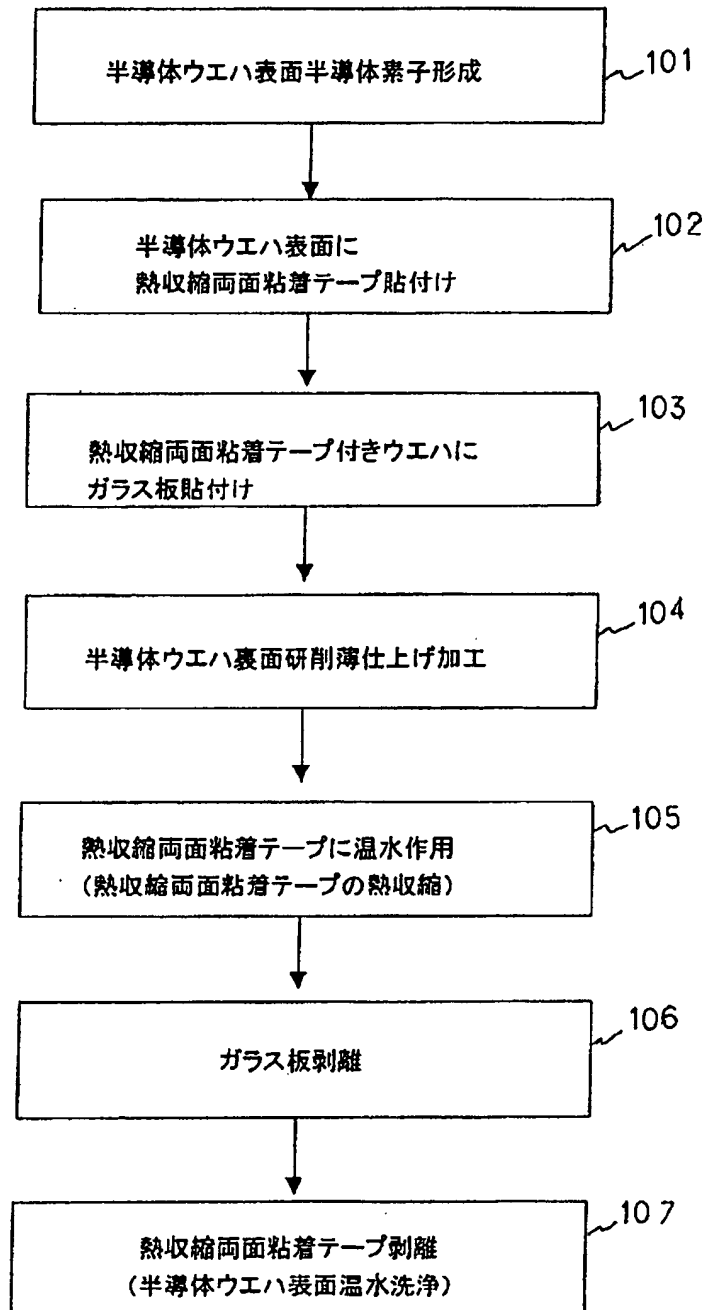 半導体ウエハ表面半導体素子形成
101
半導体ウエハ表面に
熱収縮両面粘着テープ貼付け
102
熱収縮両面粘着テープ付きウエハに
ガラス板貼付け
103
半導体ウエハ裏面研削薄仕上げ加工
104
熱収縮両面粘着テープに温水作用
(熱収縮両面粘着テープの熱収縮)
105
ガラス板剥離
106
熱収縮両面粘着テープ剥離
(半導体ウエハ表面温水洗浄)
107